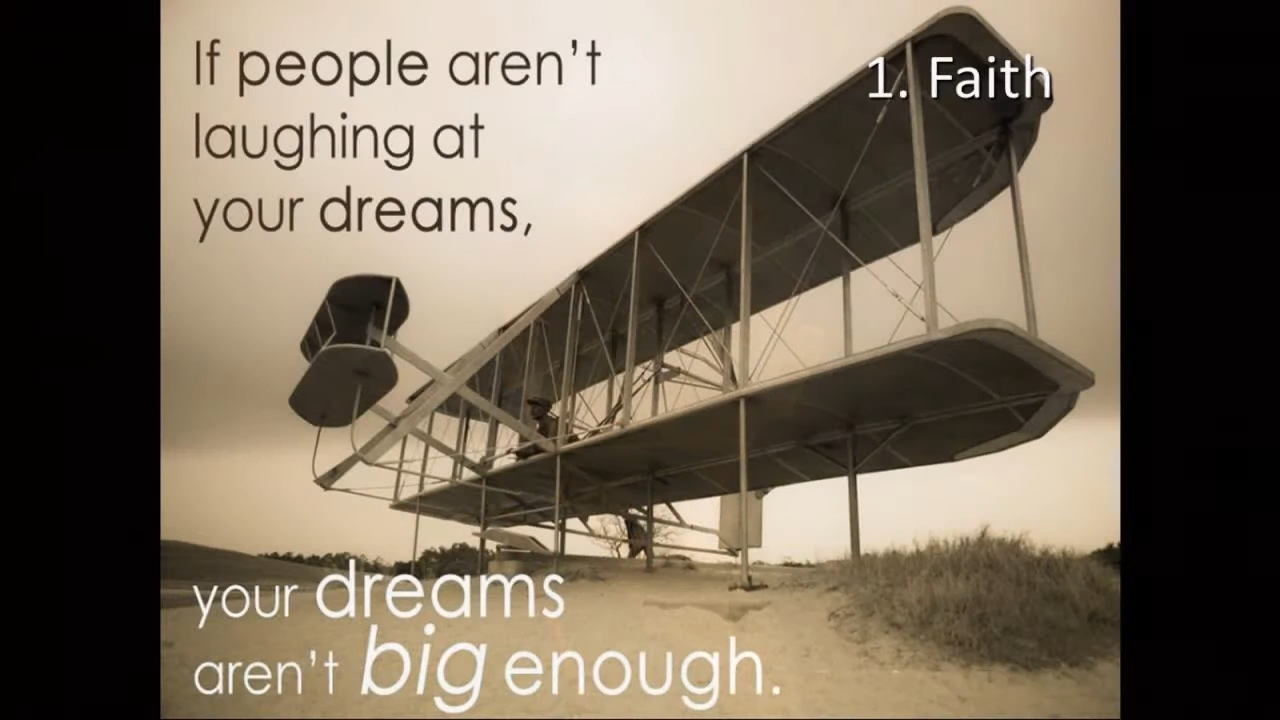 If people aren’t
laughing at
your dreams,
1. Faith
your dreams
aren’t big enough.